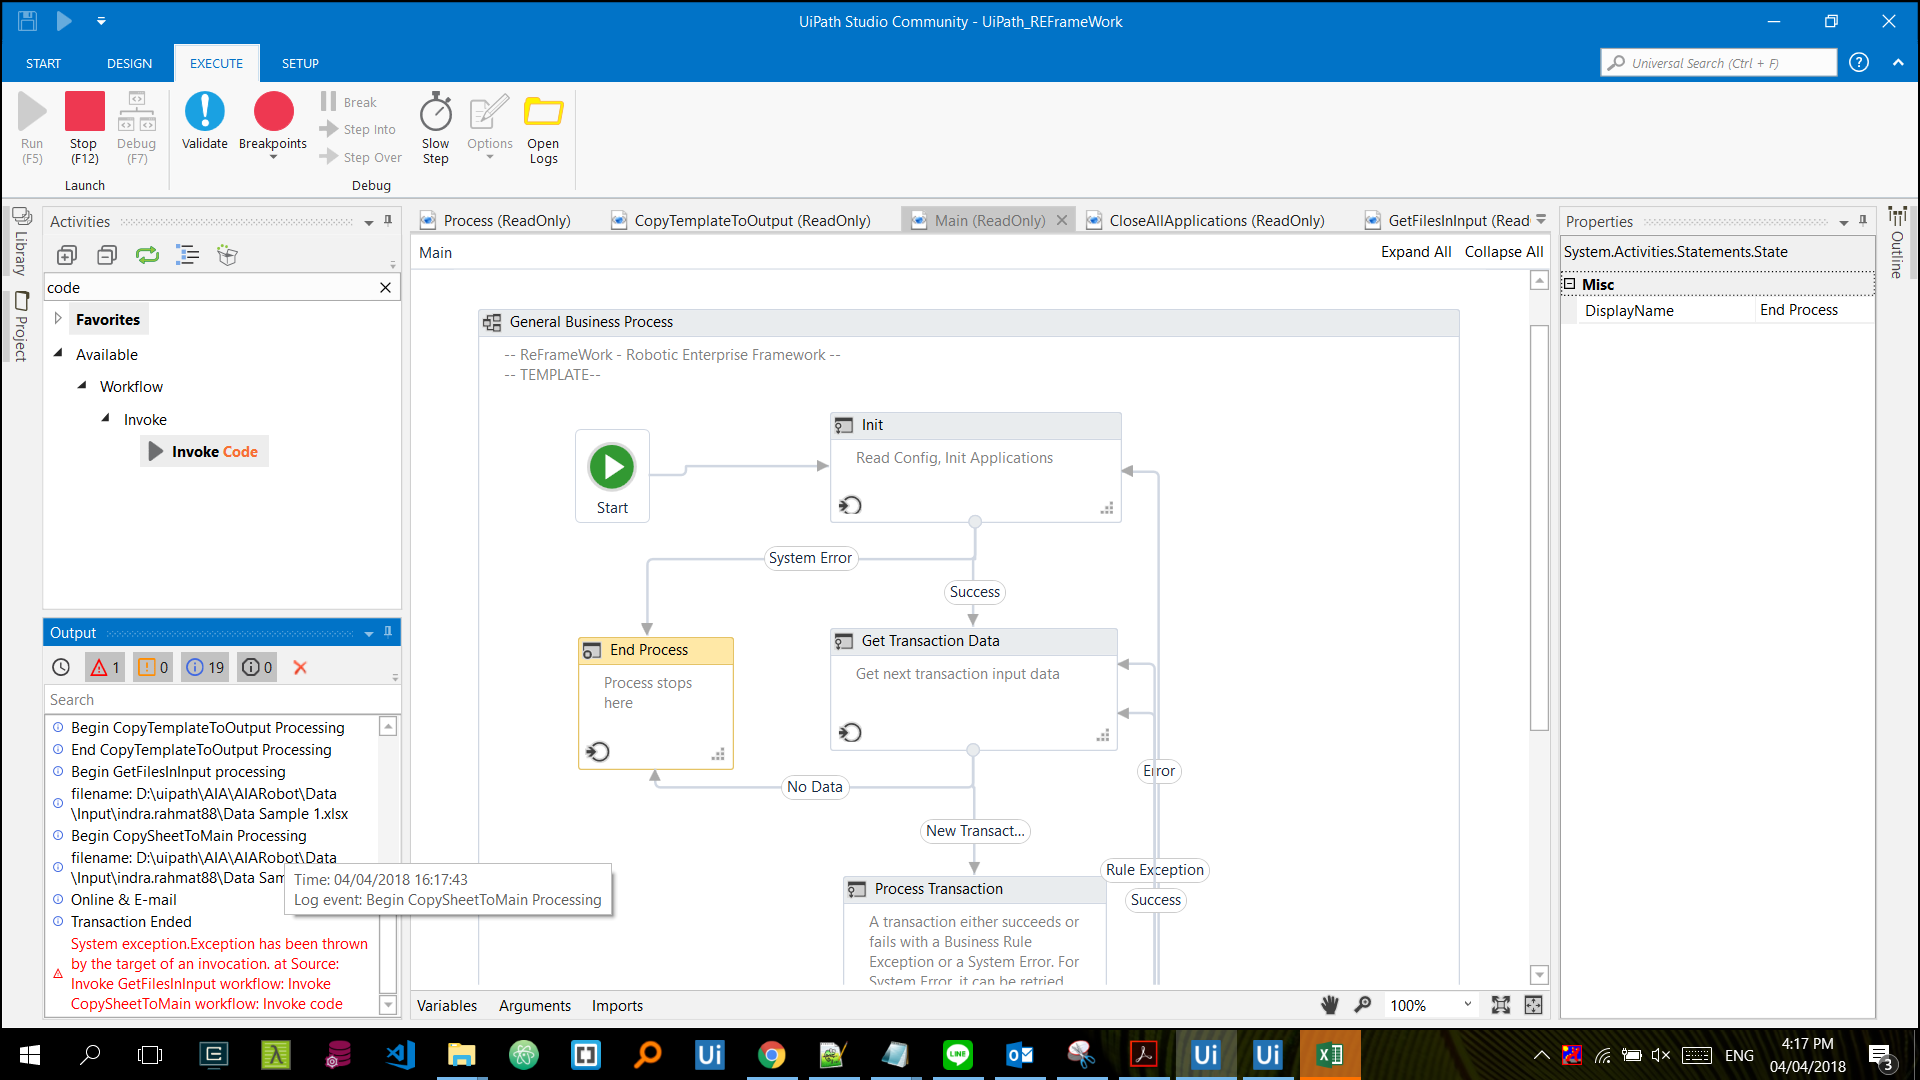 UiPath Studio Community - UiPath_REFrameWork
START
DESIGN
EXECUTE
SETUP
Universal Search (Ctrl + F)
Run
(F5)
Stop
(F12)
Debug
(F7)
Launch
Validate
Breakpoints
Break
Step Into
Step Over
Slow
Step
Options
Open
Logs
Debug
Library
Project
Activities
code
Favorites
Available
Workflow
Invoke
Invoke Code
Process (ReadOnly)
CopyTemplateToOutput (ReadOnly)
Main (ReadOnly)
CloseAllApplications (ReadOnly)
GetFilesInInput (Read
Main
Expand All
Collapse All
General Business Process
-- ReFrameWork - Robotic Enterprise Framework --
-- TEMPLATE--
Start
Init
Read Config, Init Applications
System Error
Success
End Process
Process stops
here
Get Transaction Data
Get next transaction input data
No Data
New Transact...
Error
Rule Exception
Success
Process Transaction
A transaction either succeeds or
fails with a Business Rule
Exception or a System Error. For
System Error, it can be retried
Properties
System.Activities.Statements.State
Misc
DisplayName
End Process
Outline
Output
1
0
19
0
Search
Begin CopyTemplateToOutput Processing
End CopyTemplateToOutput Processing
Begin GetFilesInInput processing
filename: D:\uipath\AIA\AIARobot\Data
\Input\indra.rahmat88\Data Sample 1.xlsx
Begin CopySheetToMain Processing
filename: D:\uipath\AIA\AIARobot\Data
\Input\indra.rahmat88\Data Sam
Online & E-mail
Transaction Ended
System exception.Exception has been thrown
by the target of an invocation. at Source:
Invoke GetFilesInInput workflow: Invoke
CopySheetToMain workflow: Invoke code
Time: 04/04/2018 16:17:43
Log event: Begin CopySheetToMain Processing
Variables
Arguments
Imports
100%
Ui
LINE
Ui
Ui
ENG
4:17 PM
04/04/2018
3